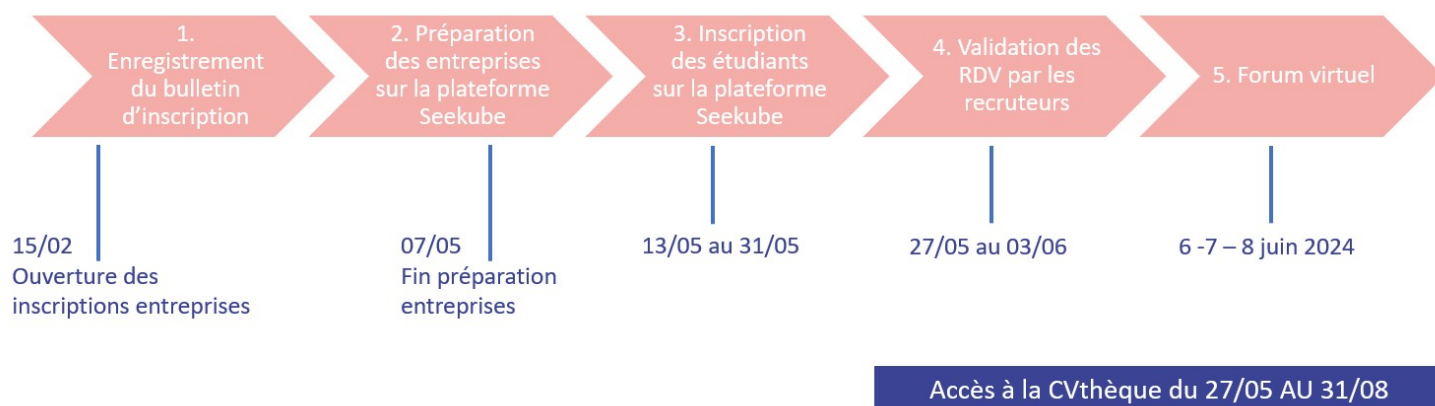 1.
Enregistrement
du bulletin
d’inscription
2. Préparation
des entreprises
sur la plateforme
Seekube
3. Inscription
des étudiants
sur la plateforme
Seekube
4. Validation des
RDV par les
recruteurs
5. Forum virtuel
15/02
Ouverture des
inscriptions entreprises
07/05
Fin préparation
entreprises
13/05 au 31/05
27/05 au 03/06
6 -7 – 8 juin 2024
Accès à la CVthèque du 27/05 AU 31/08